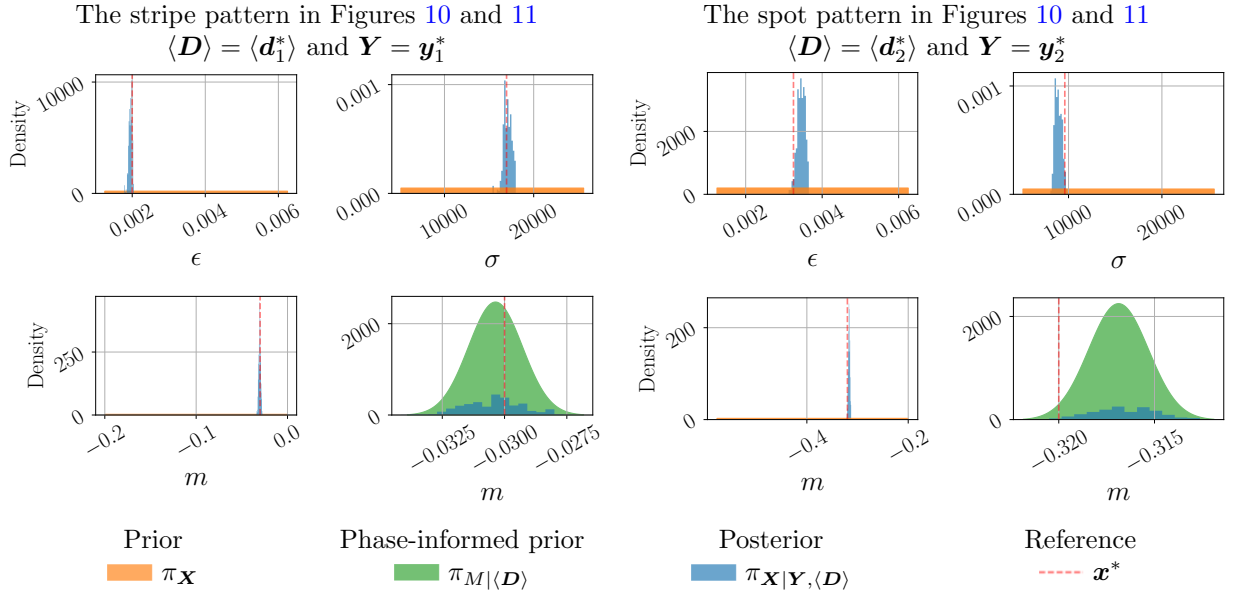 The stripe pattern in Figures 10 and 11
⟨D⟩ = ⟨d₁*⟩ and Y = y₁*
The spot pattern in Figures 10 and 11
⟨D⟩ = ⟨d₂*⟩ and Y = y₂*
Density
10000
0
0.002
0.004
0.006
ϵ
0.001
0.000
10000
20000
σ
Density
2000
0
0.002
0.004
0.006
ϵ
0.001
0.000
10000
20000
σ
Density
250
0
−0.2
−0.1
0.0
m
2000
0
−0.0325
−0.0300
−0.0275
m
Density
200
0
−0.4
−0.2
m
2000
0
−0.320
−0.315
m
Prior
π_X
Phase-informed prior
π_{M|⟨D⟩}
Posterior
π_{X|Y,⟨D⟩}
Reference
x*